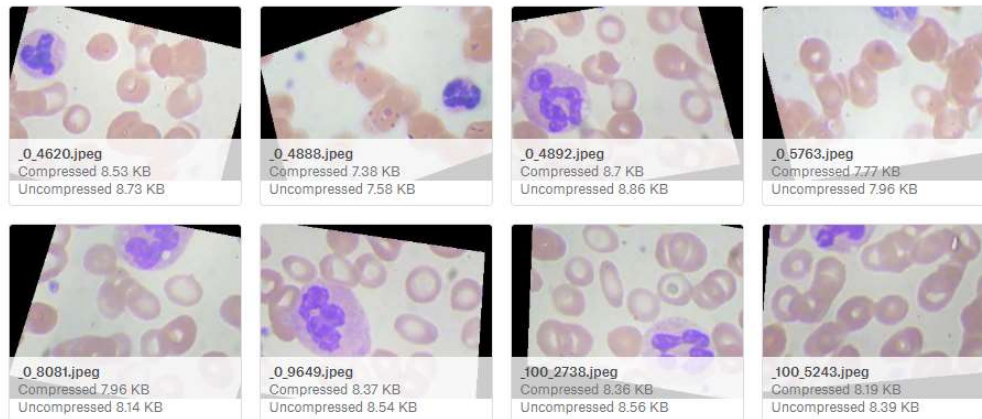 _0_4620.jpeg
Compressed 8.53 KB
Uncompressed 8.73 KB
_0_4888.jpeg
Compressed 7.38 KB
Uncompressed 7.58 KB
_0_4892.jpeg
Compressed 8.7 KB
Uncompressed 8.86 KB
_0_5763.jpeg
Compressed 7.77 KB
Uncompressed 7.96 KB
_0_8081.jpeg
Compressed 7.96 KB
Uncompressed 8.14 KB
_0_9649.jpeg
Compressed 8.37 KB
Uncompressed 8.54 KB
_100_2738.jpeg
Compressed 8.36 KB
Uncompressed 8.56 KB
_100_5243.jpeg
Compressed 8.19 KB
Uncompressed 8.39 KB